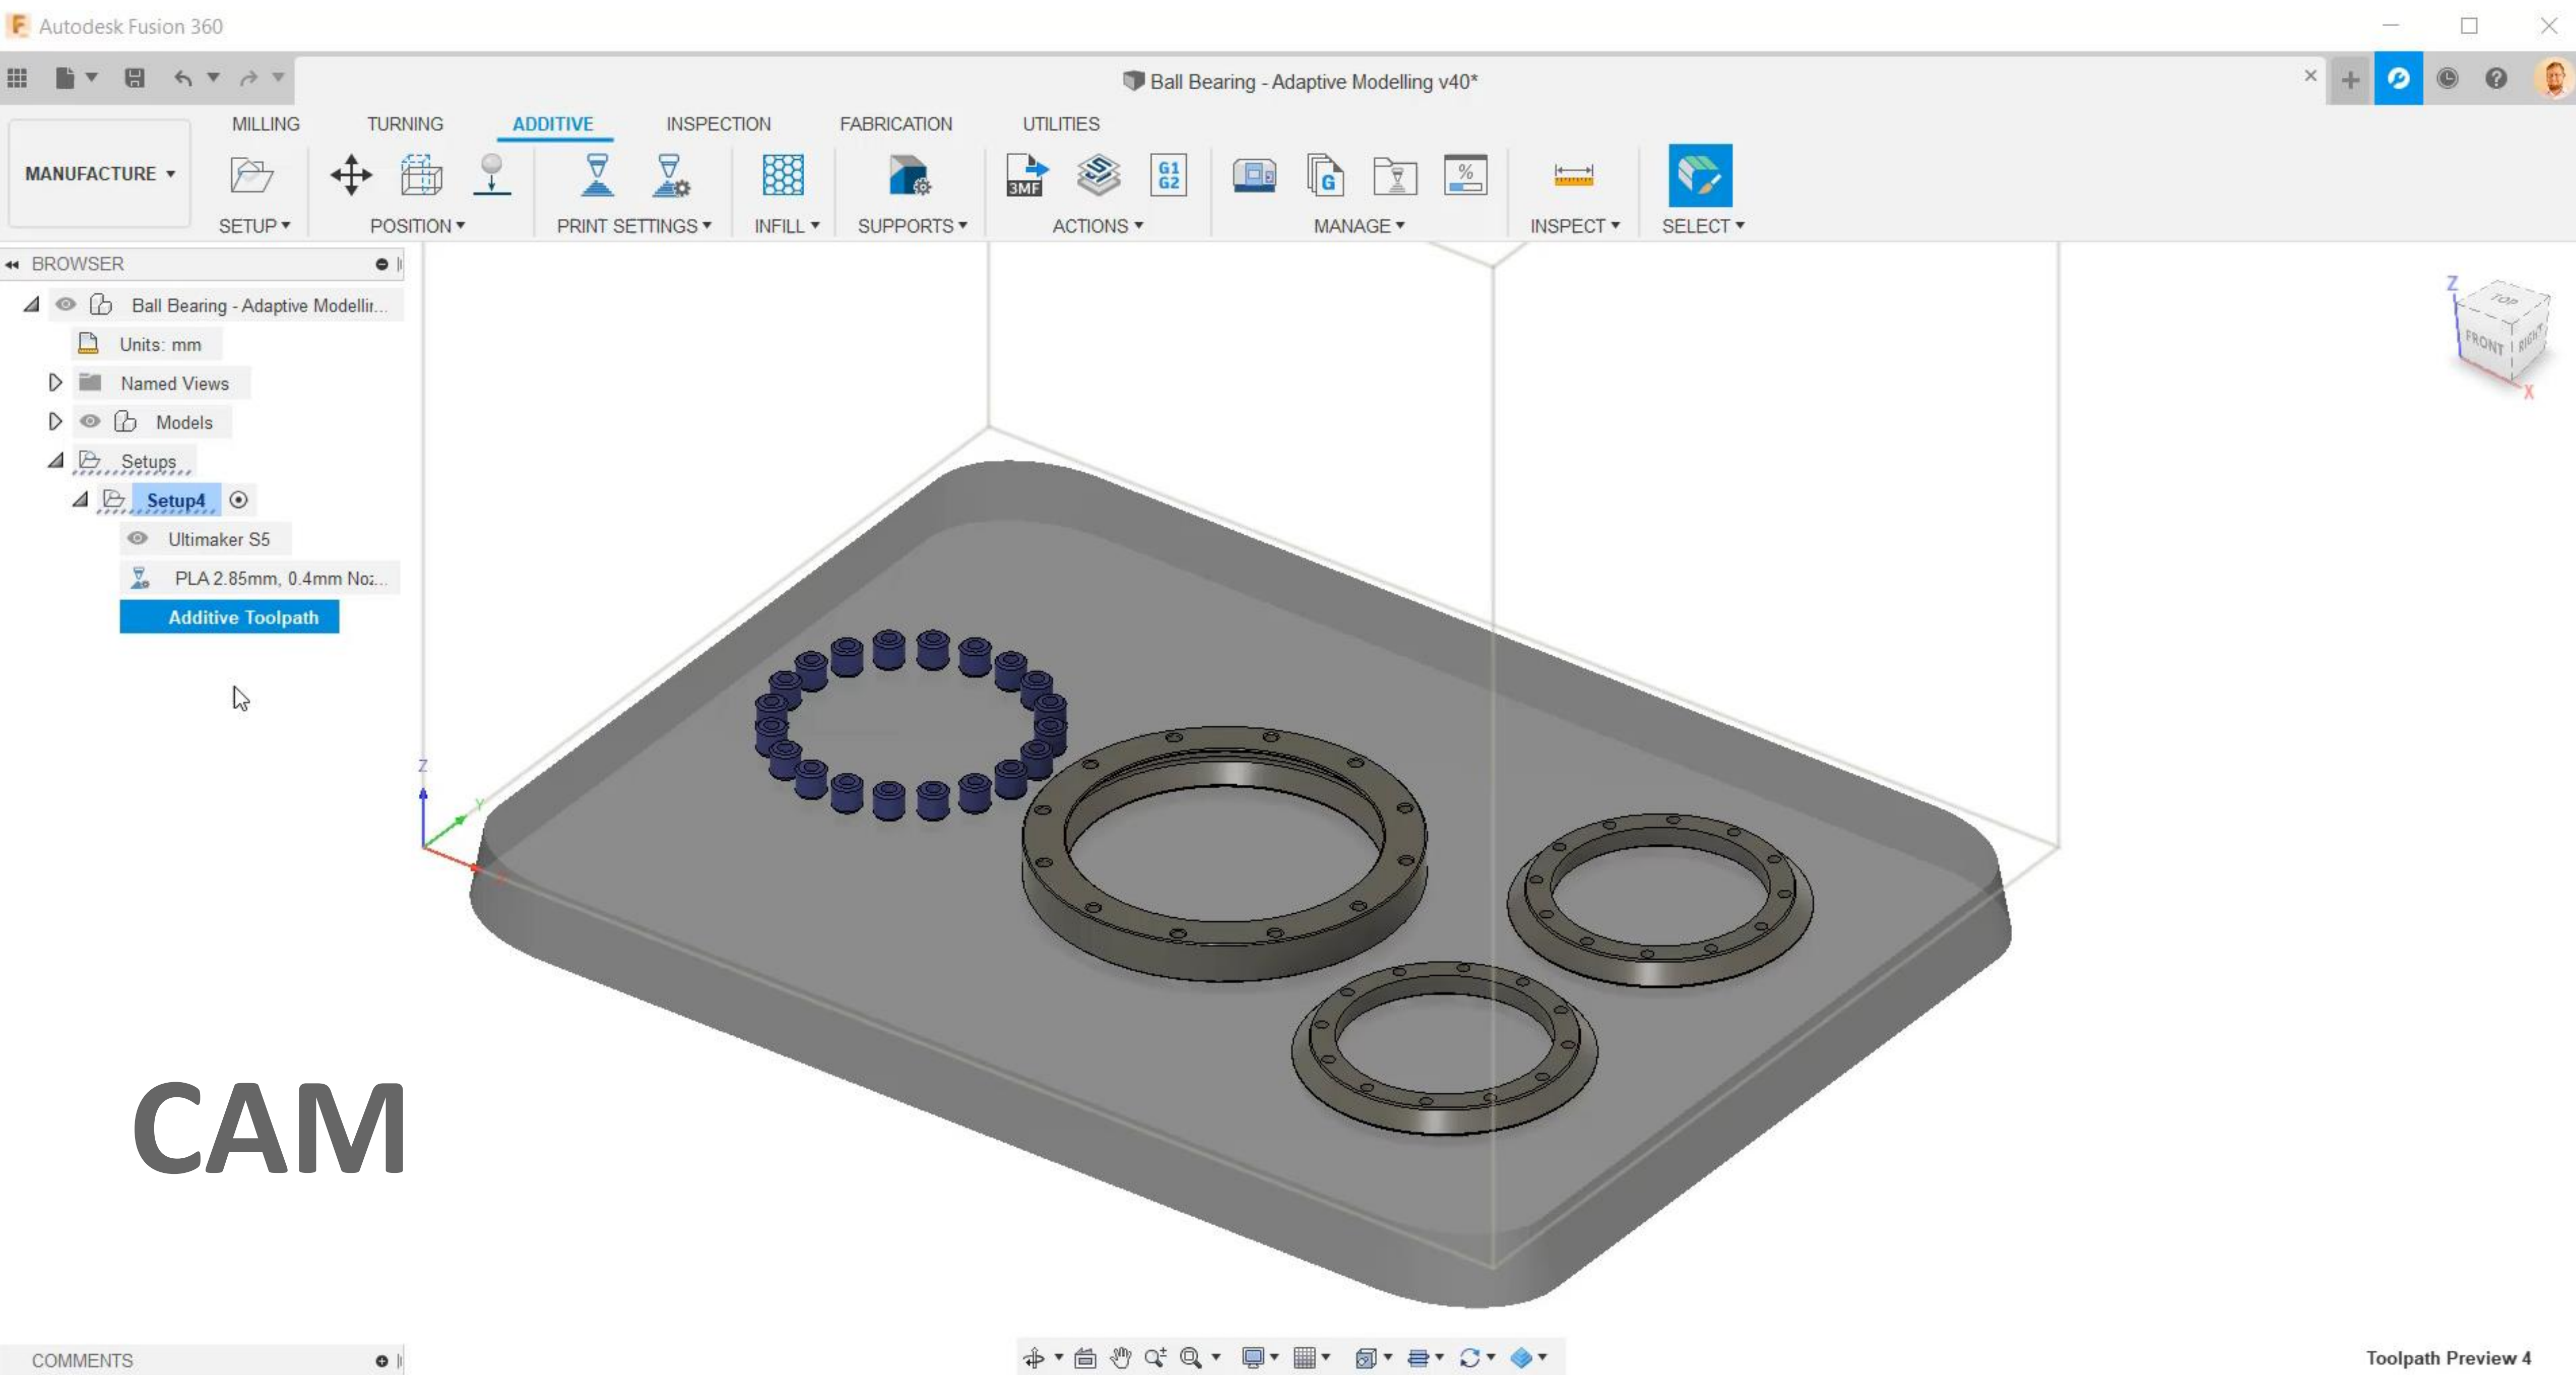 Autodesk Fusion 360
Ball Bearing - Adaptive Modelling v40*
MILLING TURNING ADDITIVE INSPECTION FABRICATION UTILITIES
MANUFACTURE
3MF G1 G2 G %
SETUP POSITION PRINT SETTINGS INFILL SUPPORTS ACTIONS MANAGE INSPECT SELECT
BROWSER
Ball Bearing - Adaptive Modellir...
Units: mm
Named Views
Models
Setups
Setup4
Ultimaker S5
PLA 2.85mm, 0.4mm Noz...
Additive Toolpath
Z
TOP
FRONT RIGHT
X
Z
Y
CAM
COMMENTS
Toolpath Preview 4